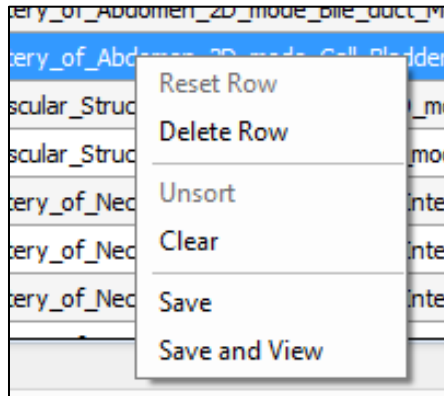 tery_of_Abdomen_2D_mode_Bile_duct_M
tery_of_Abdomen_2D_mode_Gall_Bladder
Reset Row
scular_Struc
Delete Row
scular_Struc
tery_of_Nec
Unsort
Inte
tery_of_Nec
Clear
Inte
tery_of_Nec
Save
Inte
Save and View